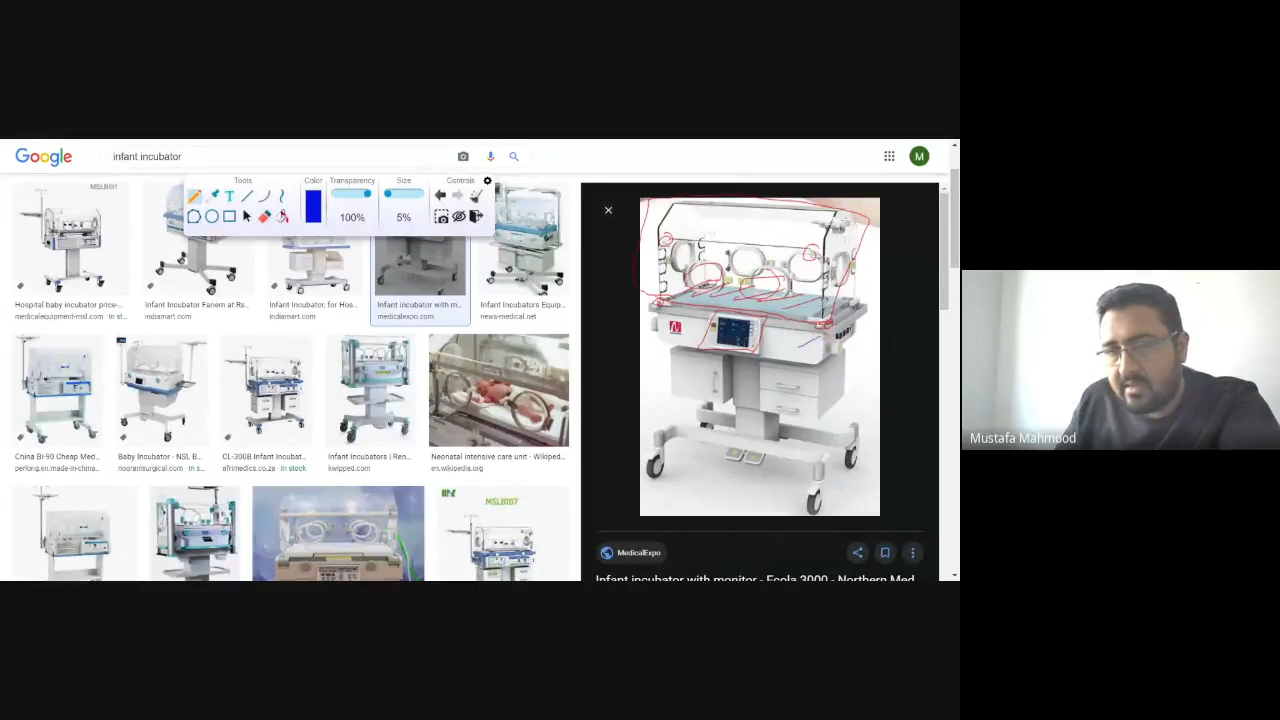 Google
infant incubator
M
Tools
Color
Transparency
Size
Controls
T
100%
5%
MSLBI01
Hospital baby incubator price-...
medicalequipment-msl.com · In st...
Infant Incubator Fanem at Rs...
indiamart.com
Infant Incubator, for Hos...
indiamart.com
Infant incubator with m...
medicalexpo.com
Infant Incubators Equip...
news-medical.net
China Bi-90 Cheap Med...
perlong.en.made-in-china...
Baby Incubator - NSL B...
nooranisurgical.com · In s...
CL-300B Infant Incubat...
afrimedics.co.za · In stock
Infant Incubators | Ren...
kwipped.com
Neonatal intensive care unit - Wikiped...
en.wikipedia.org
MSLBI07
MedicalExpo
Infant incubator with monitor - Ecola 3000 - Northern Med...
Mustafa Mahmood